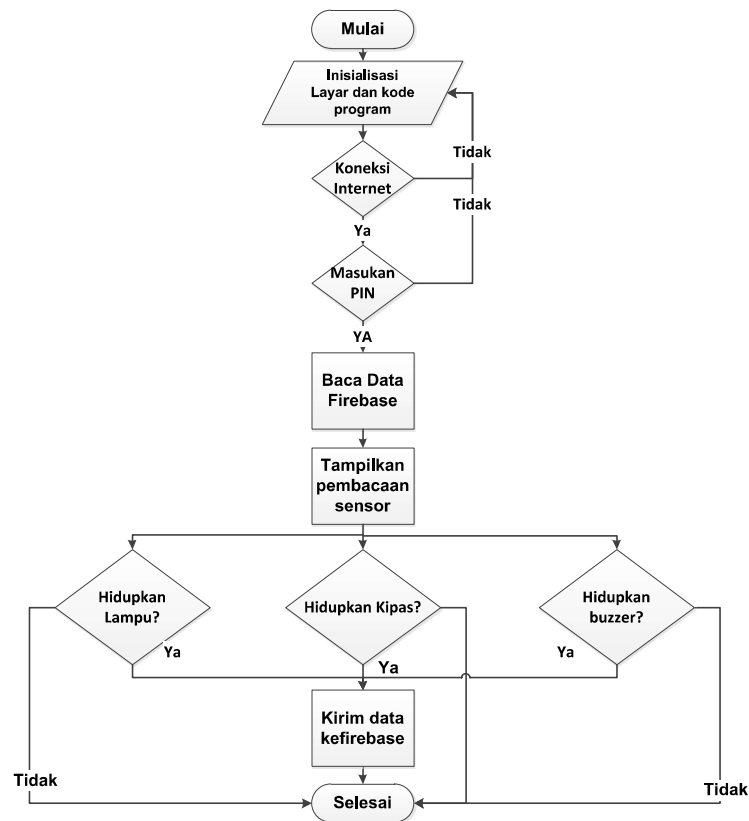 Mulai
Inisialisasi
Layar dan kode
program
Tidak
Koneksi
Internet
Tidak
Ya
Masukan
PIN
YA
Baca Data
Firebase
Tampilkan
pembacaan
sensor
Hidupkan
Lampu?
Hidupkan Kipas?
Hidupkan
buzzer?
Ya
Ya
Ya
Kirim data
kefirebase
Tidak
Tidak
Selesai